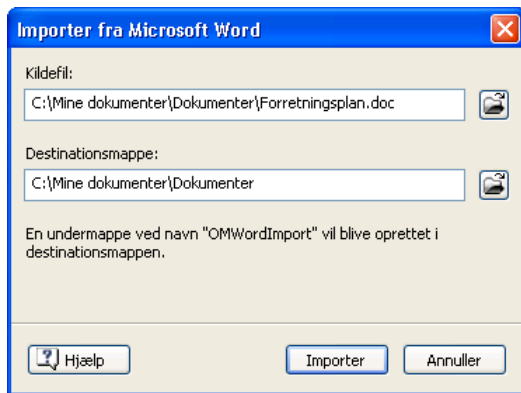 Importer fra Microsoft Word
Kildefil:
C:\Mine dokumenter\Dokumenter\Forretningsplan.doc
Destinationsmappe:
C:\Mine dokumenter\Dokumenter
En undermappe ved navn "OMWordImport" vil blive oprettet i
destinationsmappen.
Hjælp
Importer
Annuller